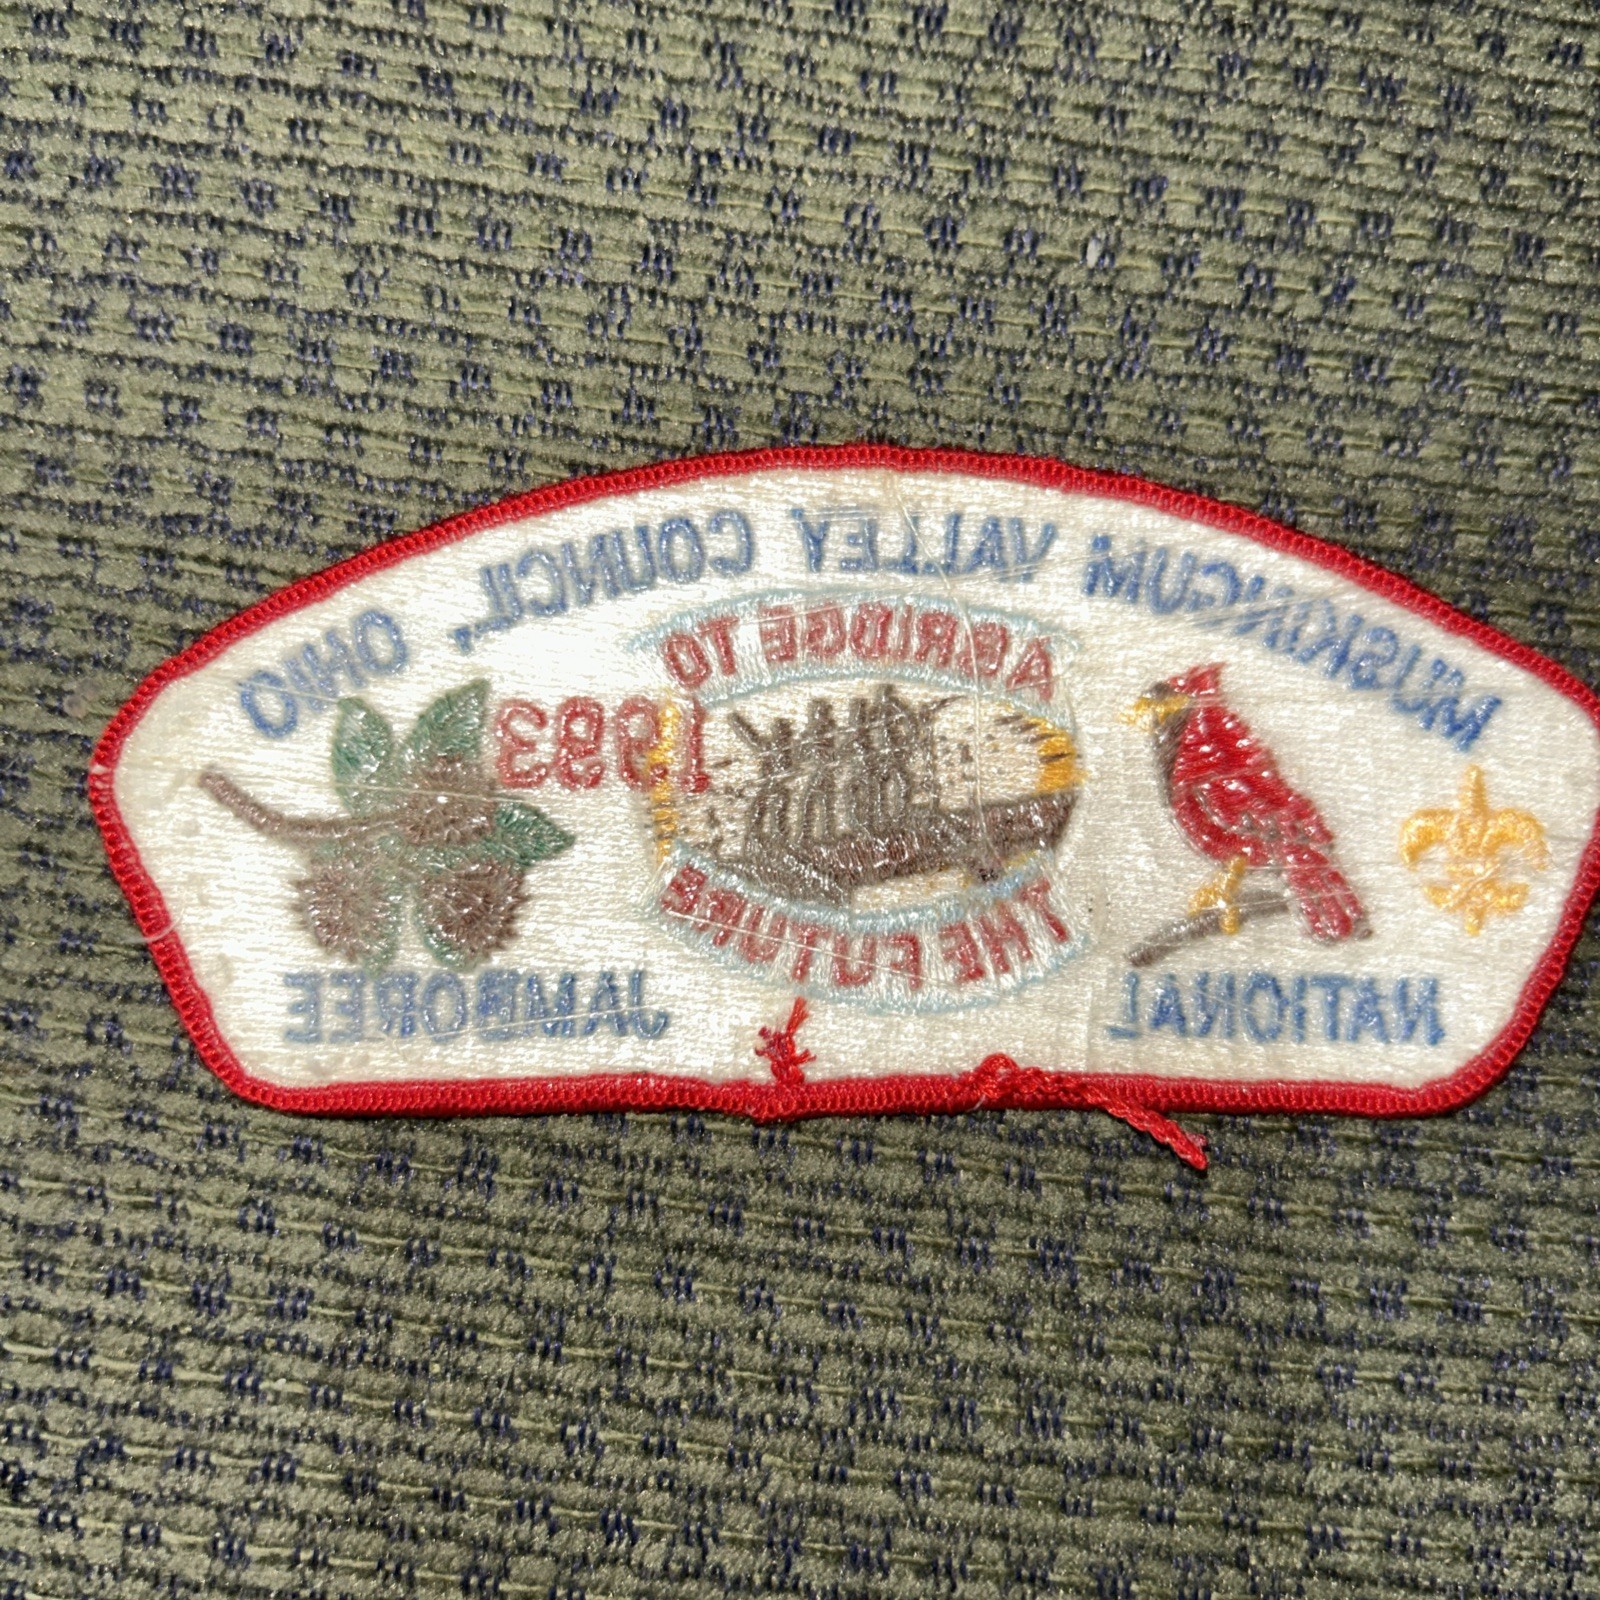 MUSKINGUM VALLEY COUNCIL, OHIO
A BRIDGE TO
1993
THE FUTURE
NATIONAL JAMBOREE